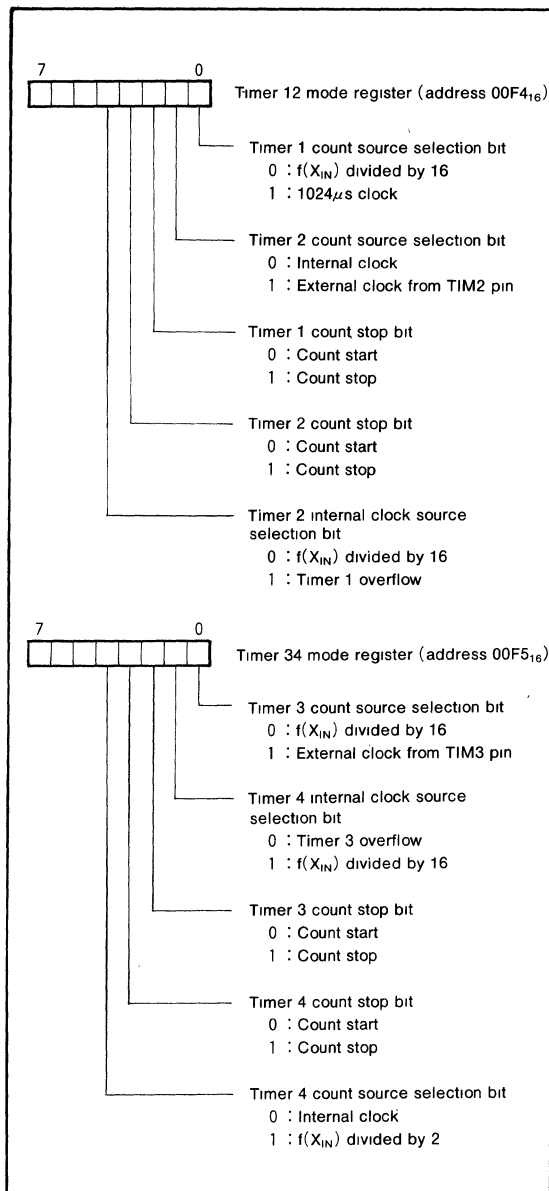 7 0
Timer 12 mode register (address 00F4₁₆)
Timer 1 count source selection bit
0 : f(X_IN) divided by 16
1 : 1024μs clock
Timer 2 count source selection bit
0 : Internal clock
1 : External clock from TIM2 pin
Timer 1 count stop bit
0 : Count start
1 : Count stop
Timer 2 count stop bit
0 : Count start
1 : Count stop
Timer 2 internal clock source
selection bit
0 : f(X_IN) divided by 16
1 : Timer 1 overflow
7 0
Timer 34 mode register (address 00F5₁₆)
Timer 3 count source selection bit
0 : f(X_IN) divided by 16
1 : External clock from TIM3 pin
Timer 4 internal clock source
selection bit
0 : Timer 3 overflow
1 : f(X_IN) divided by 16
Timer 3 count stop bit
0 : Count start
1 : Count stop
Timer 4 count stop bit
0 : Count start
1 : Count stop
Timer 4 count source selection bit
0 : Internal clock
1 : f(X_IN) divided by 2